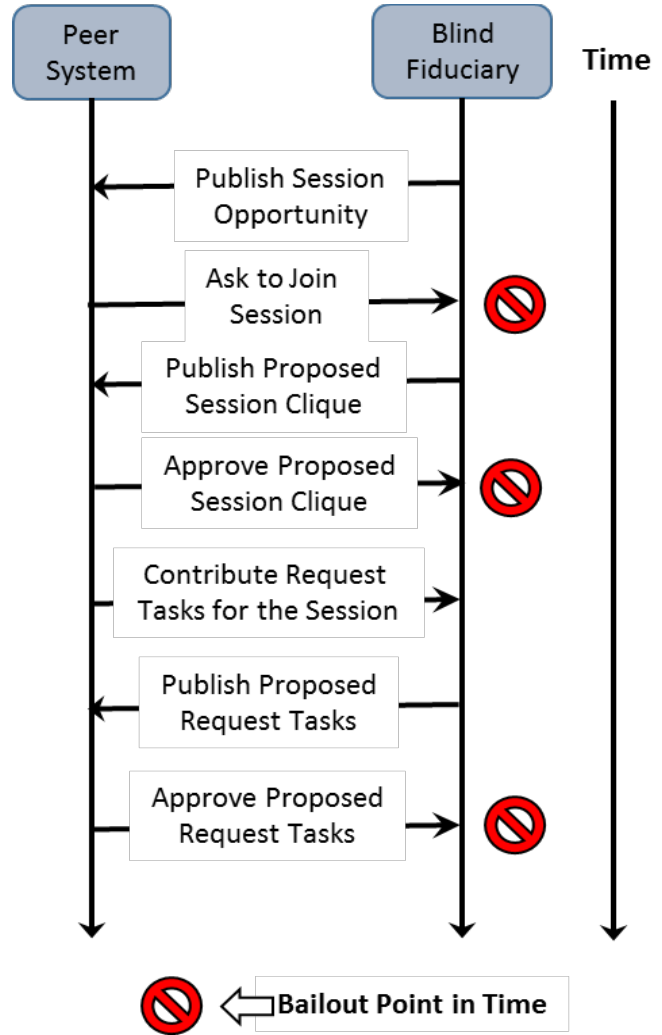 Peer
System
Blind
Fiduciary
Time
Publish Session
Opportunity
Ask to Join
Session
Publish Proposed
Session Clique
Approve Proposed
Session Clique
Contribute Request
Tasks for the Session
Publish Proposed
Request Tasks
Approve Proposed
Request Tasks
Bailout Point in Time